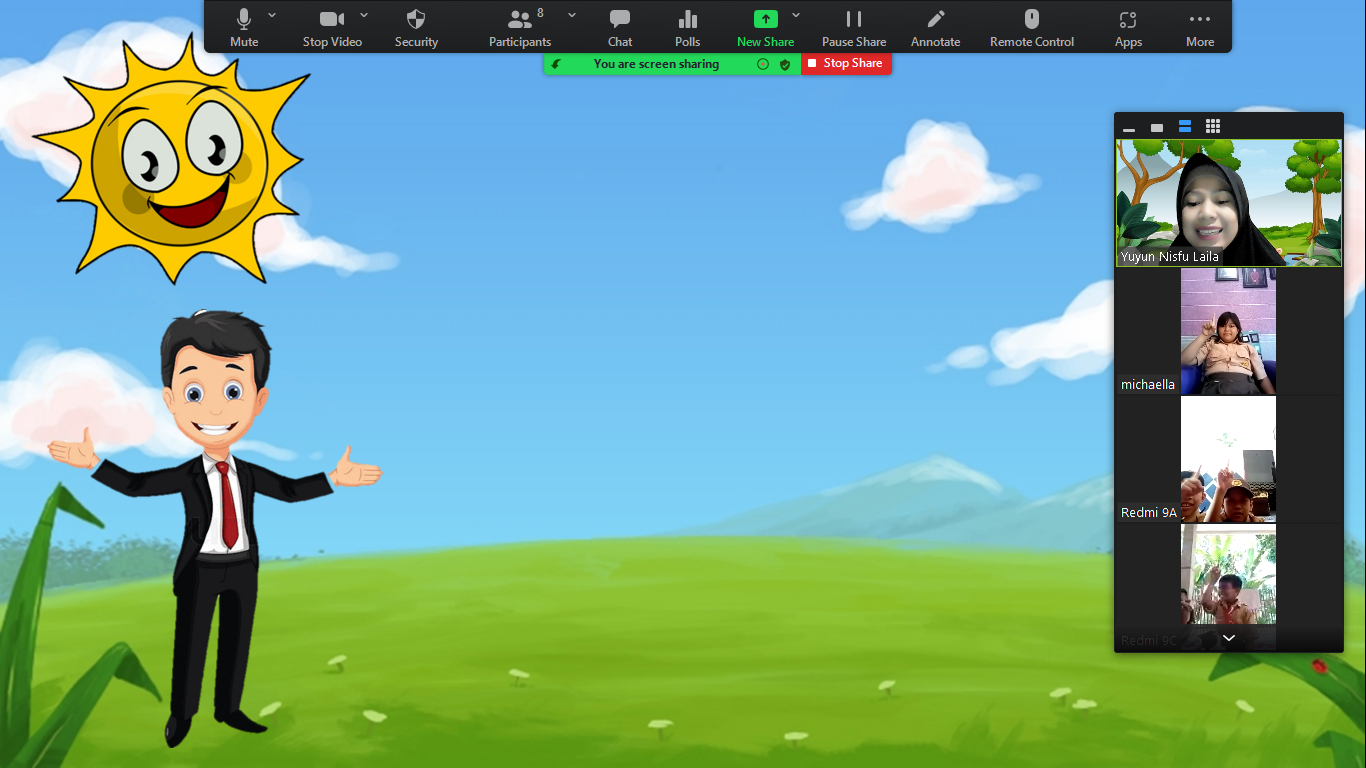 Mute
Stop Video
Security
8
Participants
Chat
Polls
New Share
Pause Share
Annotate
Remote Control
Apps
More
You are screen sharing
Stop Share
Yuyun Nisfu Laila
michaella
Redmi 9A
Redmi 9C